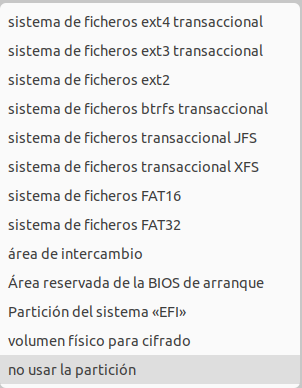 sistema de ficheros ext4 transaccional
sistema de ficheros ext3 transaccional
sistema de ficheros ext2
sistema de ficheros btrfs transaccional
sistema de ficheros transaccional JFS
sistema de ficheros transaccional XFS
sistema de ficheros FAT16
sistema de ficheros FAT32
área de intercambio
Área reservada de la BIOS de arranque
Partición del sistema «EFI»
volumen físico para cifrado
no usar la partición